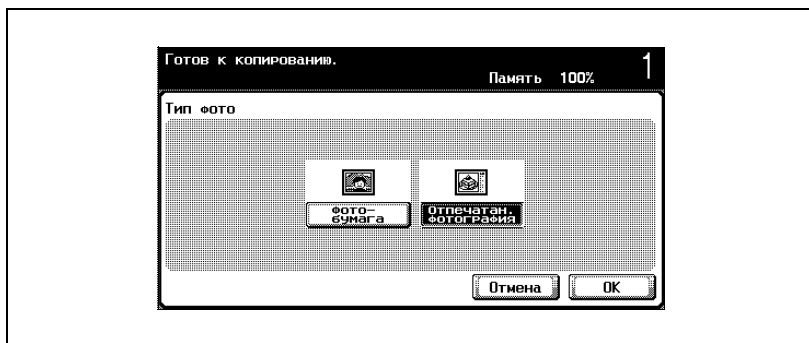 Готов к копированию.
Память 100% 1
Тип фото
Фото-
бумага
Отпечатан.
фотография
Отмена OK